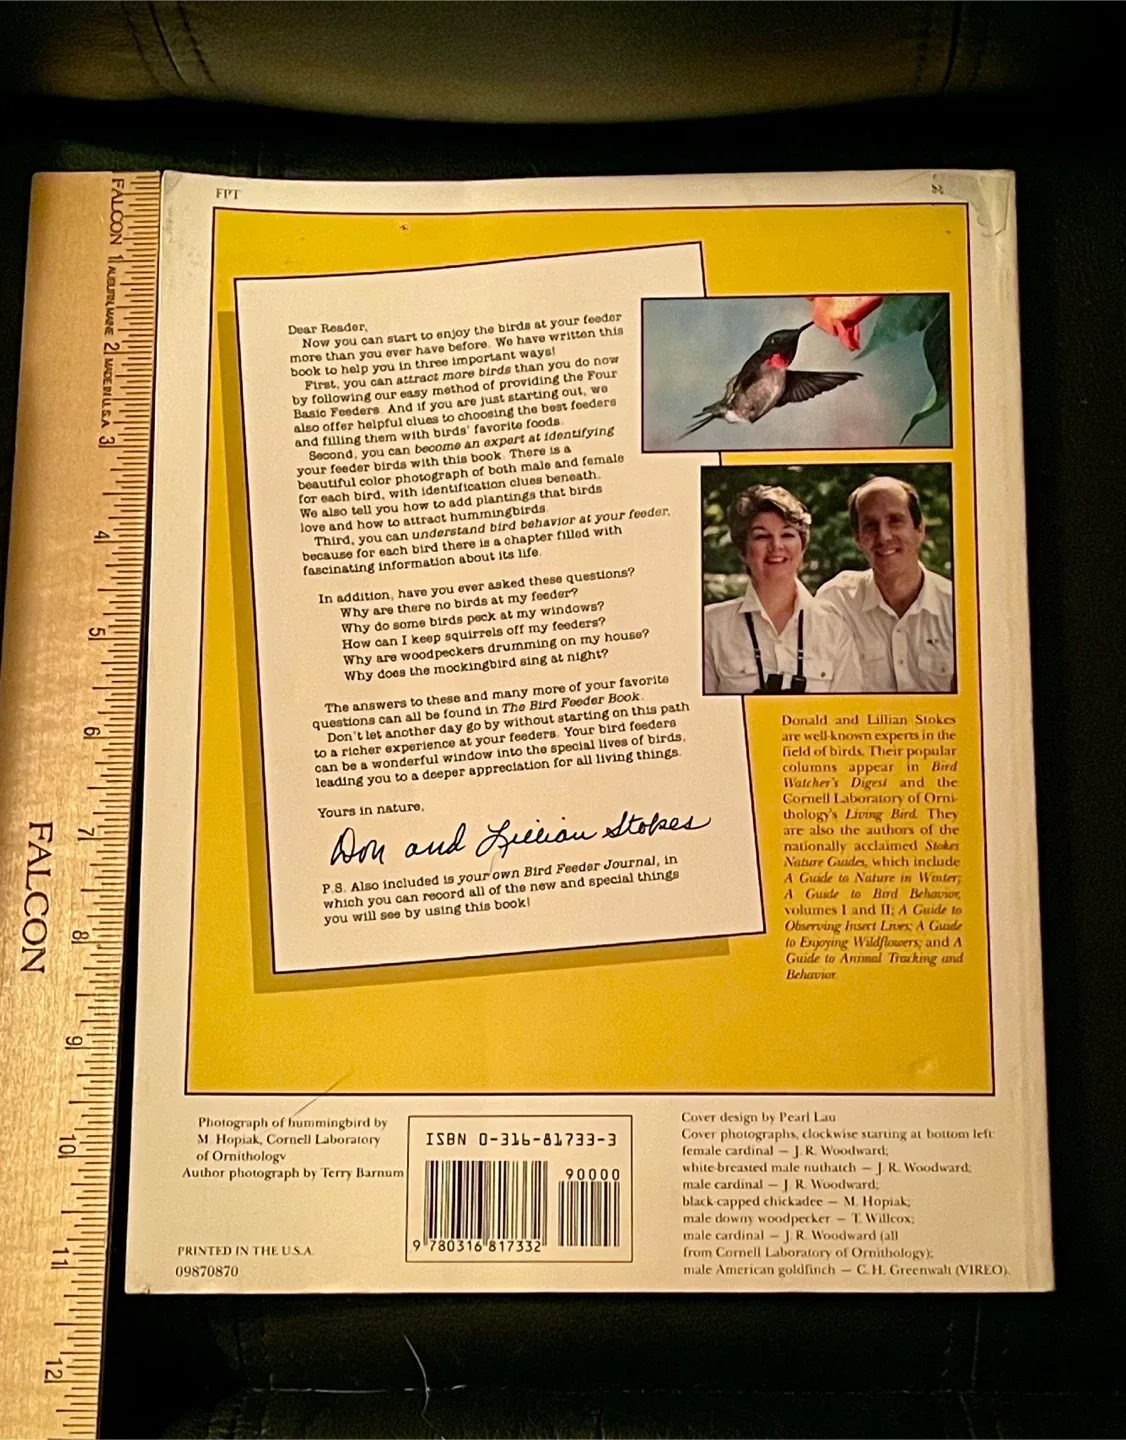 FALCON
AUBURN, MAINE
MADE IN U.S.A.
1
2
3
4
5
6
7
8
9
10
11
12
FALCON
FPT
Dear Reader,
Now you can start to enjoy the birds at your feeder
more than you ever have before. We have written this
book to help you in three important ways!
First, you can attract more birds than you do now
by following our easy method of providing the Four
Basic Feeders. And if you are just starting out, we
also offer helpful clues to choosing the best feeders
and filling them with birds' favorite foods.
Second, you can become an expert at identifying
your feeder birds with this book. There is a
beautiful color photograph of both male and female
for each bird, with identification clues beneath.
We also tell you how to add plantings that birds
love and how to attract hummingbirds.
Third, you can understand bird behavior at your feeder,
because for each bird there is a chapter filled with
fascinating information about its life.
In addition, have you ever asked these questions?
Why are there no birds at my feeder?
Why do some birds peck at my windows?
How can I keep squirrels off my feeders?
Why are woodpeckers drumming on my house?
Why does the mockingbird sing at night?
The answers to these and many more of your favorite
questions can all be found in The Bird Feeder Book.
Don't let another day go by without starting on this path
to a richer experience at your feeders. Your bird feeders
can be a wonderful window into the special lives of birds,
leading you to a deeper appreciation for all living things.
Yours in nature,
Don and Lillian Stokes
P.S. Also included is your own Bird Feeder Journal, in
which you can record all of the new and special things
you will see by using this book!
Donald and Lillian Stokes
are well-known experts in the
field of birds. Their popular
columns appear in Bird
Watcher's Digest and the
Cornell Laboratory of Orni-
thology's Living Bird. They
are also the authors of the
nationally acclaimed Stokes
Nature Guides, which include
A Guide to Nature in Winter;
A Guide to Bird Behavior,
volumes I and II; A Guide to
Observing Insect Lives; A Guide
to Enjoying Wildflowers; and A
Guide to Animal Tracking and
Behavior.
Photograph of hummingbird by
M. Hopiak, Cornell Laboratory
of Ornithology
Author photograph by Terry Barnum
PRINTED IN THE U.S.A.
09870870
ISBN 0-316-81733-3
90000
9 780316 817332
Cover design by Pearl Lau
Cover photographs, clockwise starting at bottom left:
female cardinal — J. R. Woodward;
white-breasted male nuthatch — J. R. Woodward;
male cardinal — J. R. Woodward;
black-capped chickadee — M. Hopiak;
male downy woodpecker — T. Willcox;
male cardinal — J. R. Woodward (all
from Cornell Laboratory of Ornithology);
male American goldfinch — C. H. Greenwalt (VIREO).